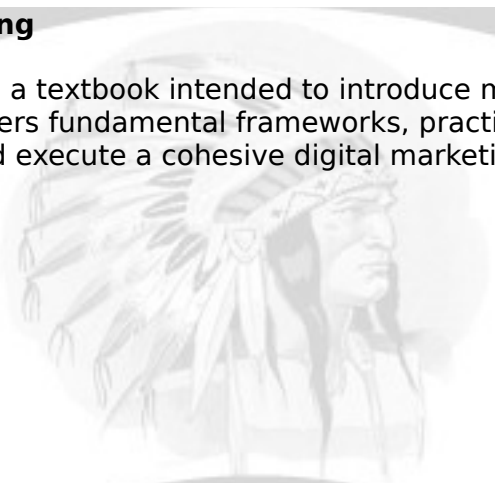 ng
a textbook intended to introduce m
ers fundamental frameworks, practi
d execute a cohesive digital marketi